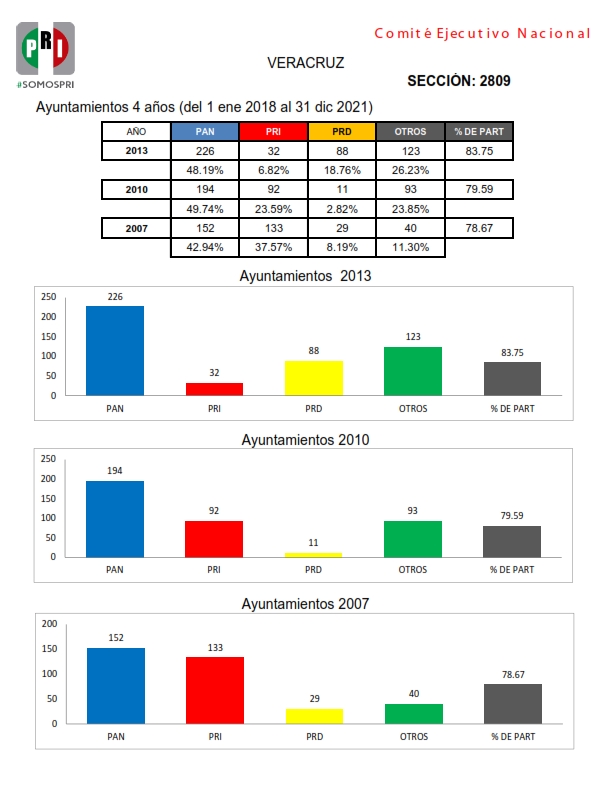 Comité Ejecutivo Nacional
PRI
#SOMOSPRI
VERACRUZ
SECCIÓN: 2809
Ayuntamientos 4 años (del 1 ene 2018 al 31 dic 2021)
AÑO PAN PRI PRD OTROS % DE PART
2013 226 32 88 123 83.75
48.19% 6.82% 18.76% 26.23%
2010 194 92 11 93 79.59
49.74% 23.59% 2.82% 23.85%
2007 152 133 29 40 78.67
42.94% 37.57% 8.19% 11.30%
Ayuntamientos 2013
250
200
150
100
50
0
226
32
88
123
83.75
PAN PRI PRD OTROS % DE PART
Ayuntamientos 2010
250
200
150
100
50
0
194
92
11
93
79.59
PAN PRI PRD OTROS % DE PART
Ayuntamientos 2007
200
150
100
50
0
152
133
29
40
78.67
PAN PRI PRD OTROS % DE PART